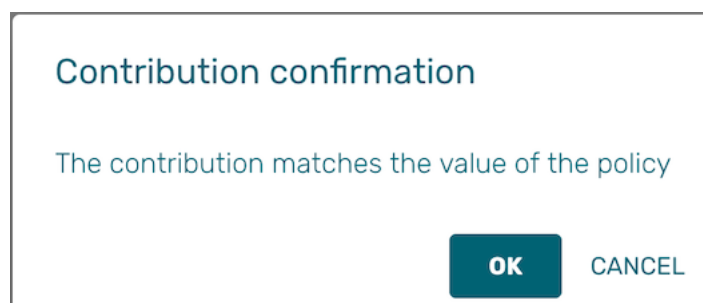 Contribution confirmation
The contribution matches the value of the policy
OK CANCEL